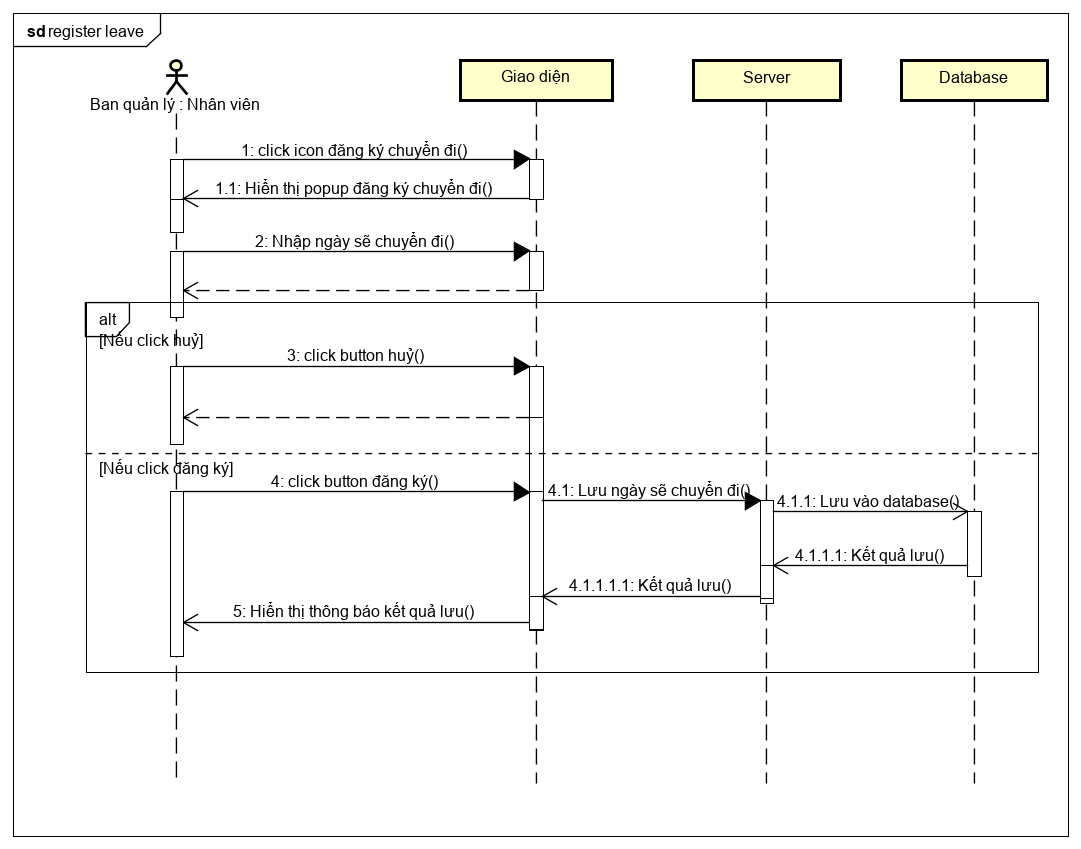 sd register leave
Ban quản lý : Nhân viên
Giao diện
Server
Database
1: click icon đăng ký chuyển đi()
1.1: Hiển thị popup đăng ký chuyển đi()
2: Nhập ngày sẽ chuyển đi()
alt
[Nếu click huỷ]
3: click button huỷ()
[Nếu click đăng ký]
4: click button đăng ký()
4.1: Lưu ngày sẽ chuyển đi()
4.1.1: Lưu vào database()
4.1.1.1: Kết quả lưu()
4.1.1.1.1: Kết quả lưu()
5: Hiển thị thông báo kết quả lưu()